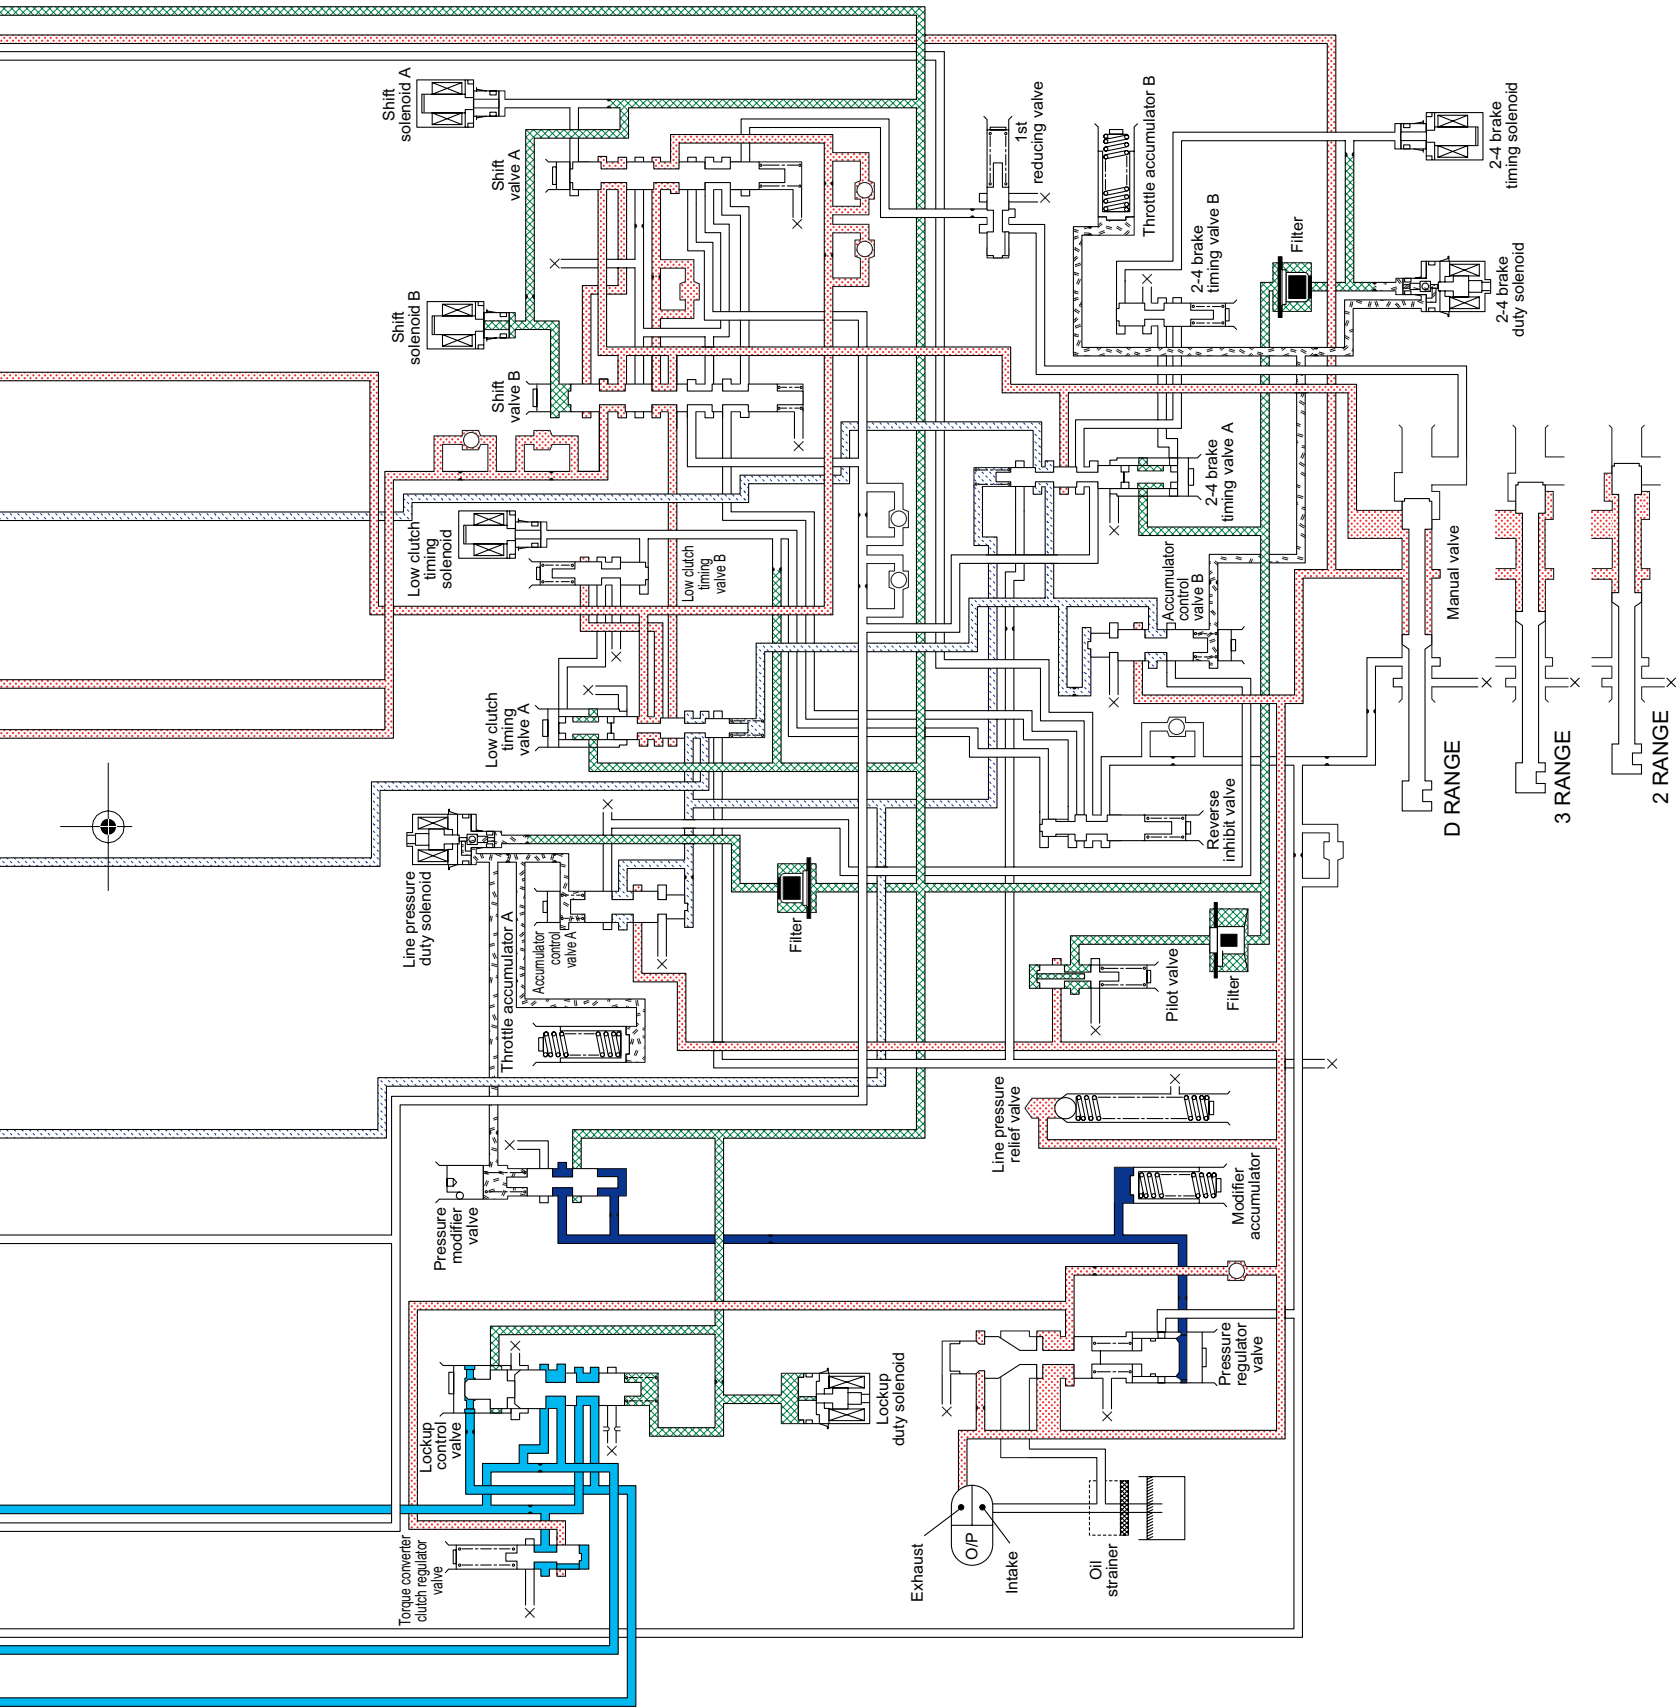 Shift
solenoid A
Shift
valve A
Shift
solenoid B
Shift
valve B
Low clutch
timing
solenoid
Low clutch
timing
valve B
Low clutch
timing
valve A
Line pressure
duty solenoid
Throttle accumulator A
Accumulator
control
valve A
Filter
Pressure
modifier
valve
Lockup
control
valve
Lockup
duty solenoid
Torque converter
clutch regulator
valve
1st
reducing valve
Throttle accumulator B
2-4 brake
timing solenoid
2-4 brake
timing valve B
Filter
2-4 brake
duty solenoid
2-4 brake
timing valve A
Accumulator
control
valve B
Manual valve
Reverse
inhibit valve
D RANGE
3 RANGE
2 RANGE
Pilot valve
Filter
Line pressure
relief valve
Modifier
accumulator
Pressure
regulator
valve
Exhaust
O/P
Intake
Oil
strainer